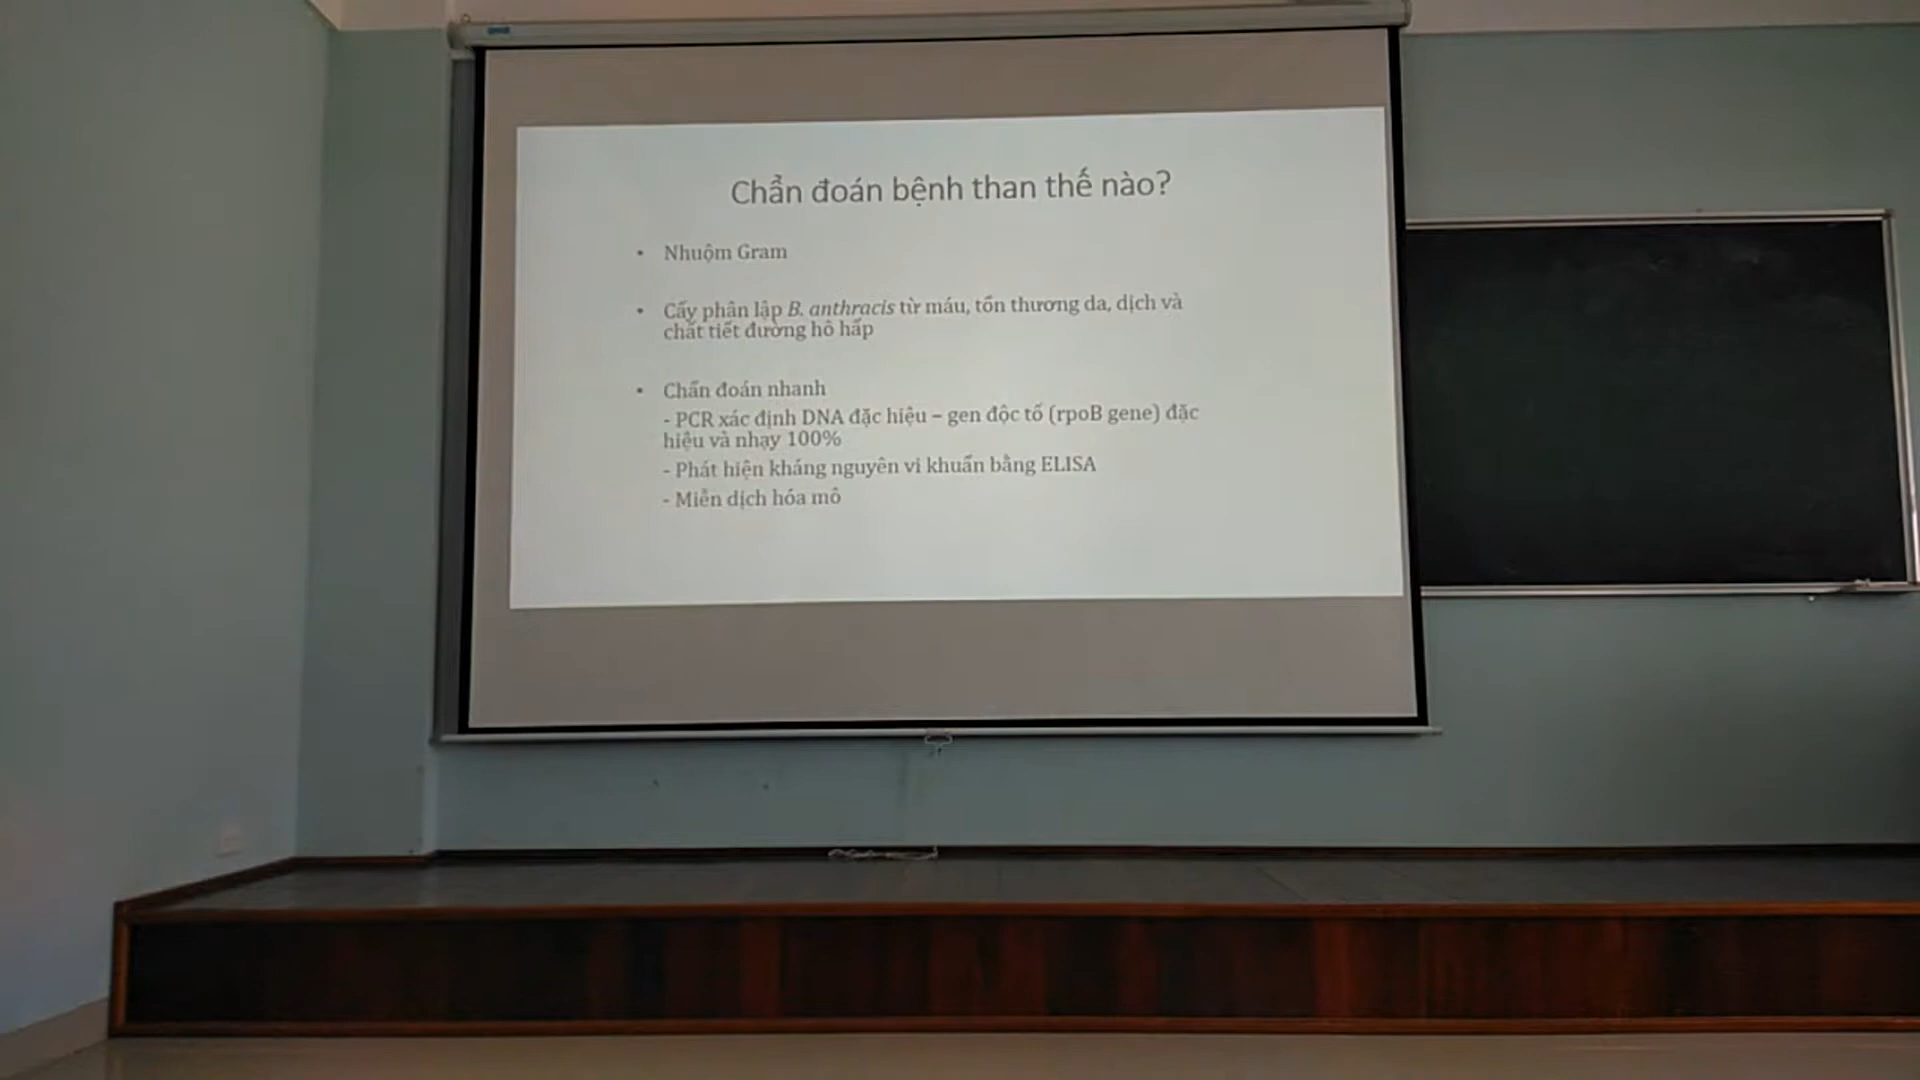 Chẩn đoán bệnh than thế nào?
• Nhuộm Gram
• Cấy phân lập B. anthracis từ máu, tổn thương da, dịch và
chất tiết đường hô hấp
• Chẩn đoán nhanh
- PCR xác định DNA đặc hiệu – gen độc tố (rpoB gene) đặc
hiệu và nhạy 100%
- Phát hiện kháng nguyên vi khuẩn bằng ELISA
- Miễn dịch hóa mô